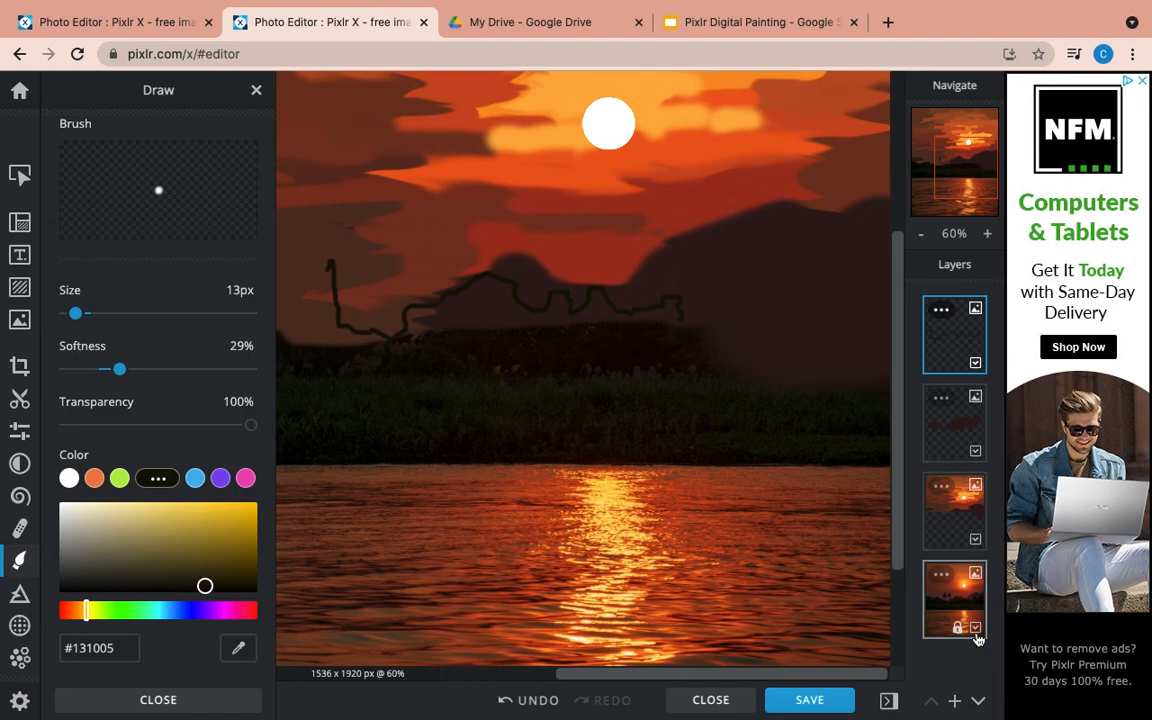 Photo Editor : Pixlr X - free ima
Photo Editor : Pixlr X - free ima
My Drive - Google Drive
Pixlr Digital Painting - Google S
pixlr.com/x/#editor
C
Draw
Brush
Size 13px
Softness 29%
Transparency 100%
Color
#131005
CLOSE
1536 x 1920 px @ 60%
UNDO
REDO
CLOSE
SAVE
Navigate
- 60% +
Layers
NFM.
Computers
& Tablets
Get It Today
with Same-Day
Delivery
Shop Now
Want to remove ads?
Try Pixlr Premium
30 days 100% free.